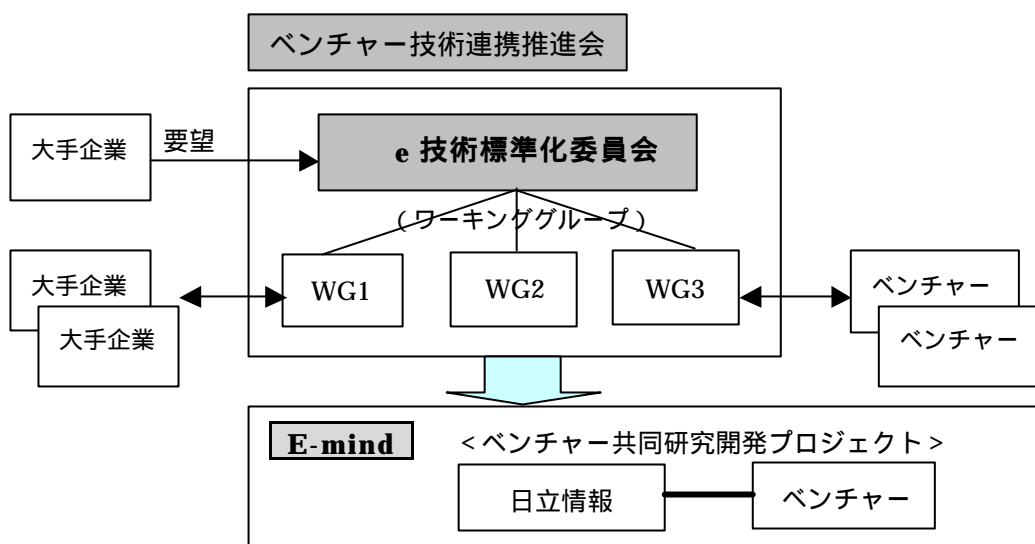 ベンチャー技術連携推進会
大手企業
要望
e 技術標準化委員会
(ワーキンググループ)
大手企業
大手企業
WG1
WG2
WG3
ベンチャー
ベンチャー
E-mind
<ベンチャー共同研究開発プロジェクト>
日立情報
ベンチャー